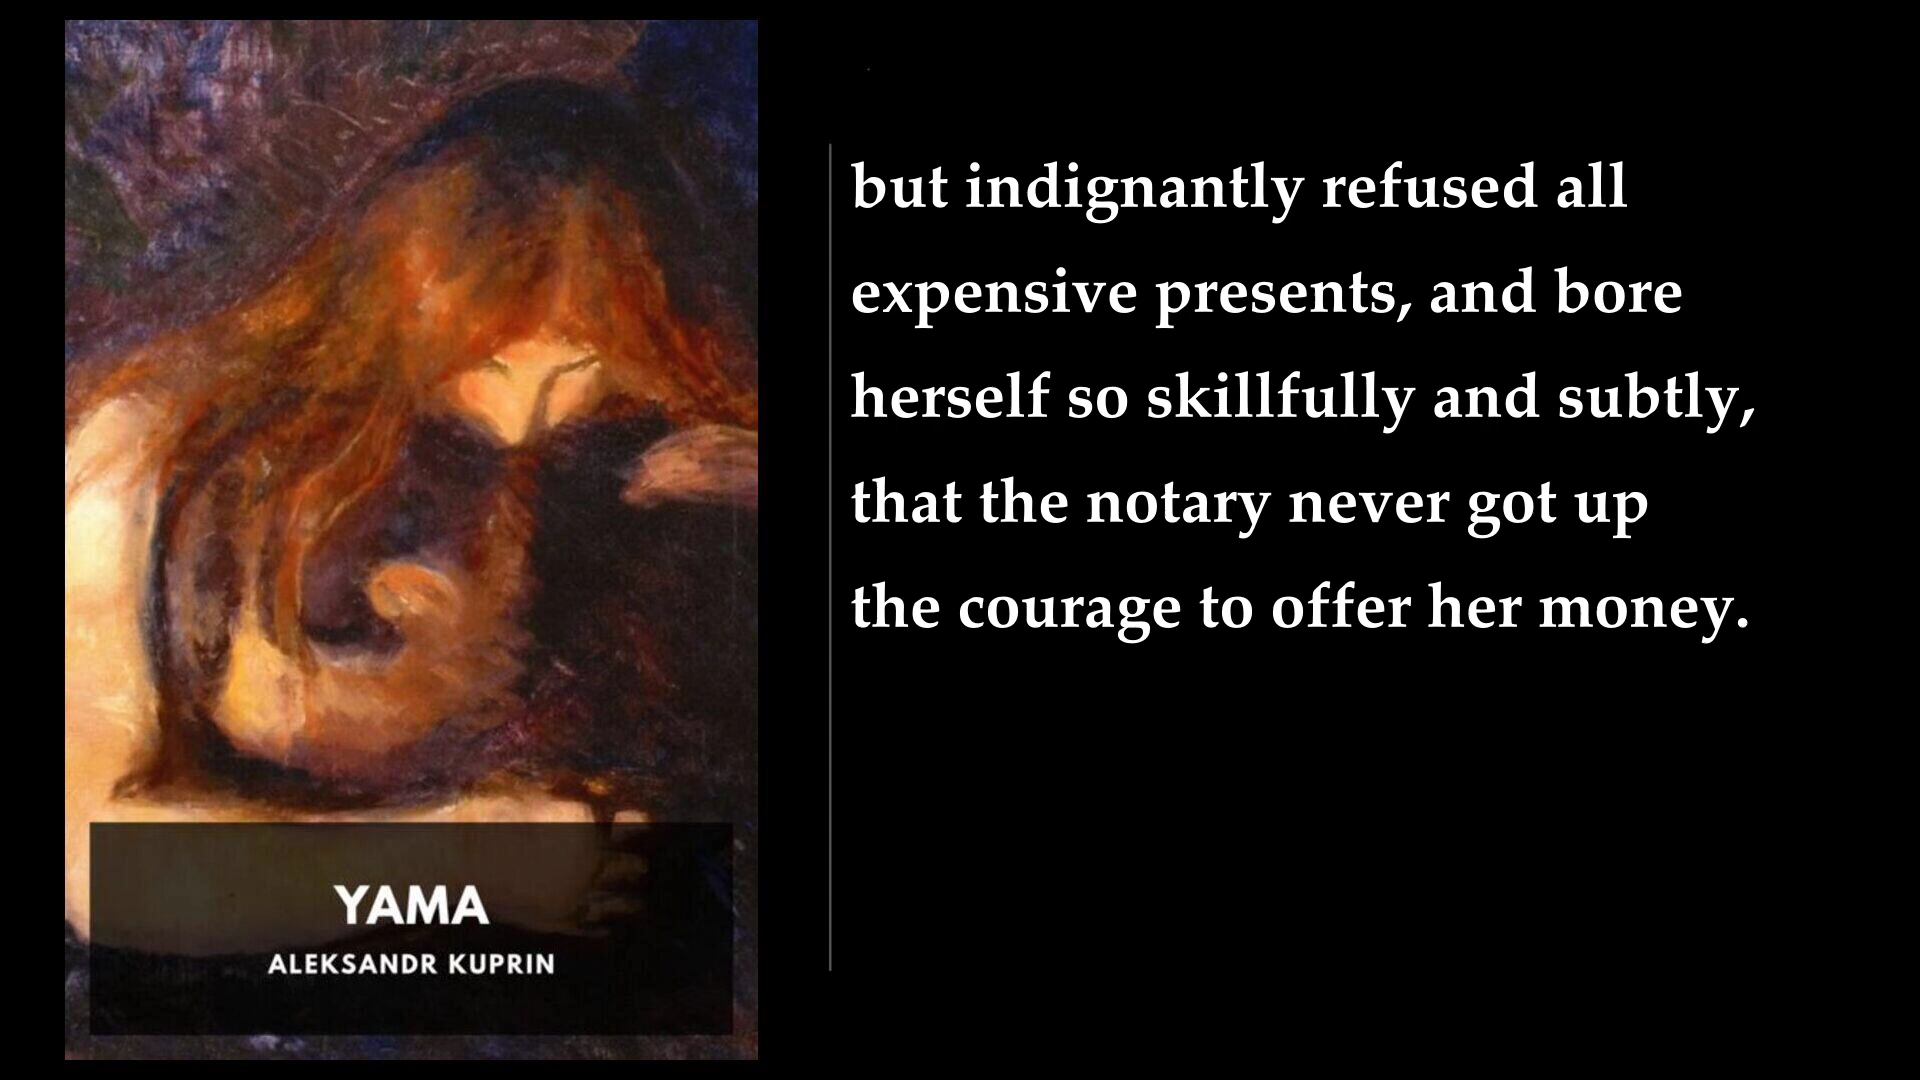 but indignantly refused all
expensive presents, and bore
herself so skillfully and subtly,
that the notary never got up
the courage to offer her money.
YAMA
ALEKSANDR KUPRIN